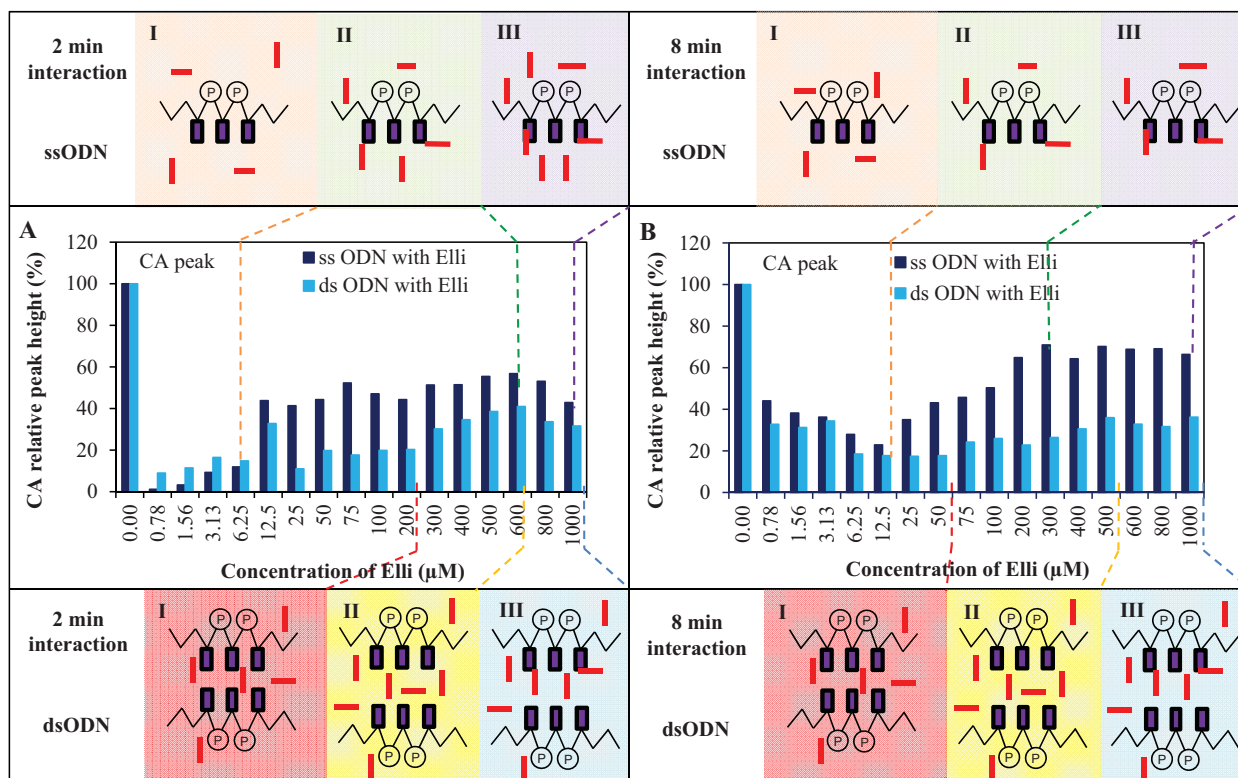 2 min
interaction
ssODN
I
II
III
P P
P P
P P
8 min
interaction
ssODN
I
II
III
P P
P P
P P
A
CA peak
ss ODN with Elli
ds ODN with Elli
CA relative peak height (%)
120
100
80
60
40
20
0
0.00 0.78 1.56 3.13 6.25 12.5 25 50 75 100 200 300 400 500 600 800 1000
Concentration of Elli (µM)
B
CA peak
ss ODN with Elli
ds ODN with Elli
CA relative peak height (%)
120
100
80
60
40
20
0
0.00 0.78 1.56 3.13 6.25 12.5 25 50 75 100 200 300 400 500 600 800 1000
Concentration of Elli (µM)
2 min
interaction
dsODN
I
II
III
P P
P P
P P
P P
P P
P P
8 min
interaction
dsODN
I
II
III
P P
P P
P P
P P
P P
P P